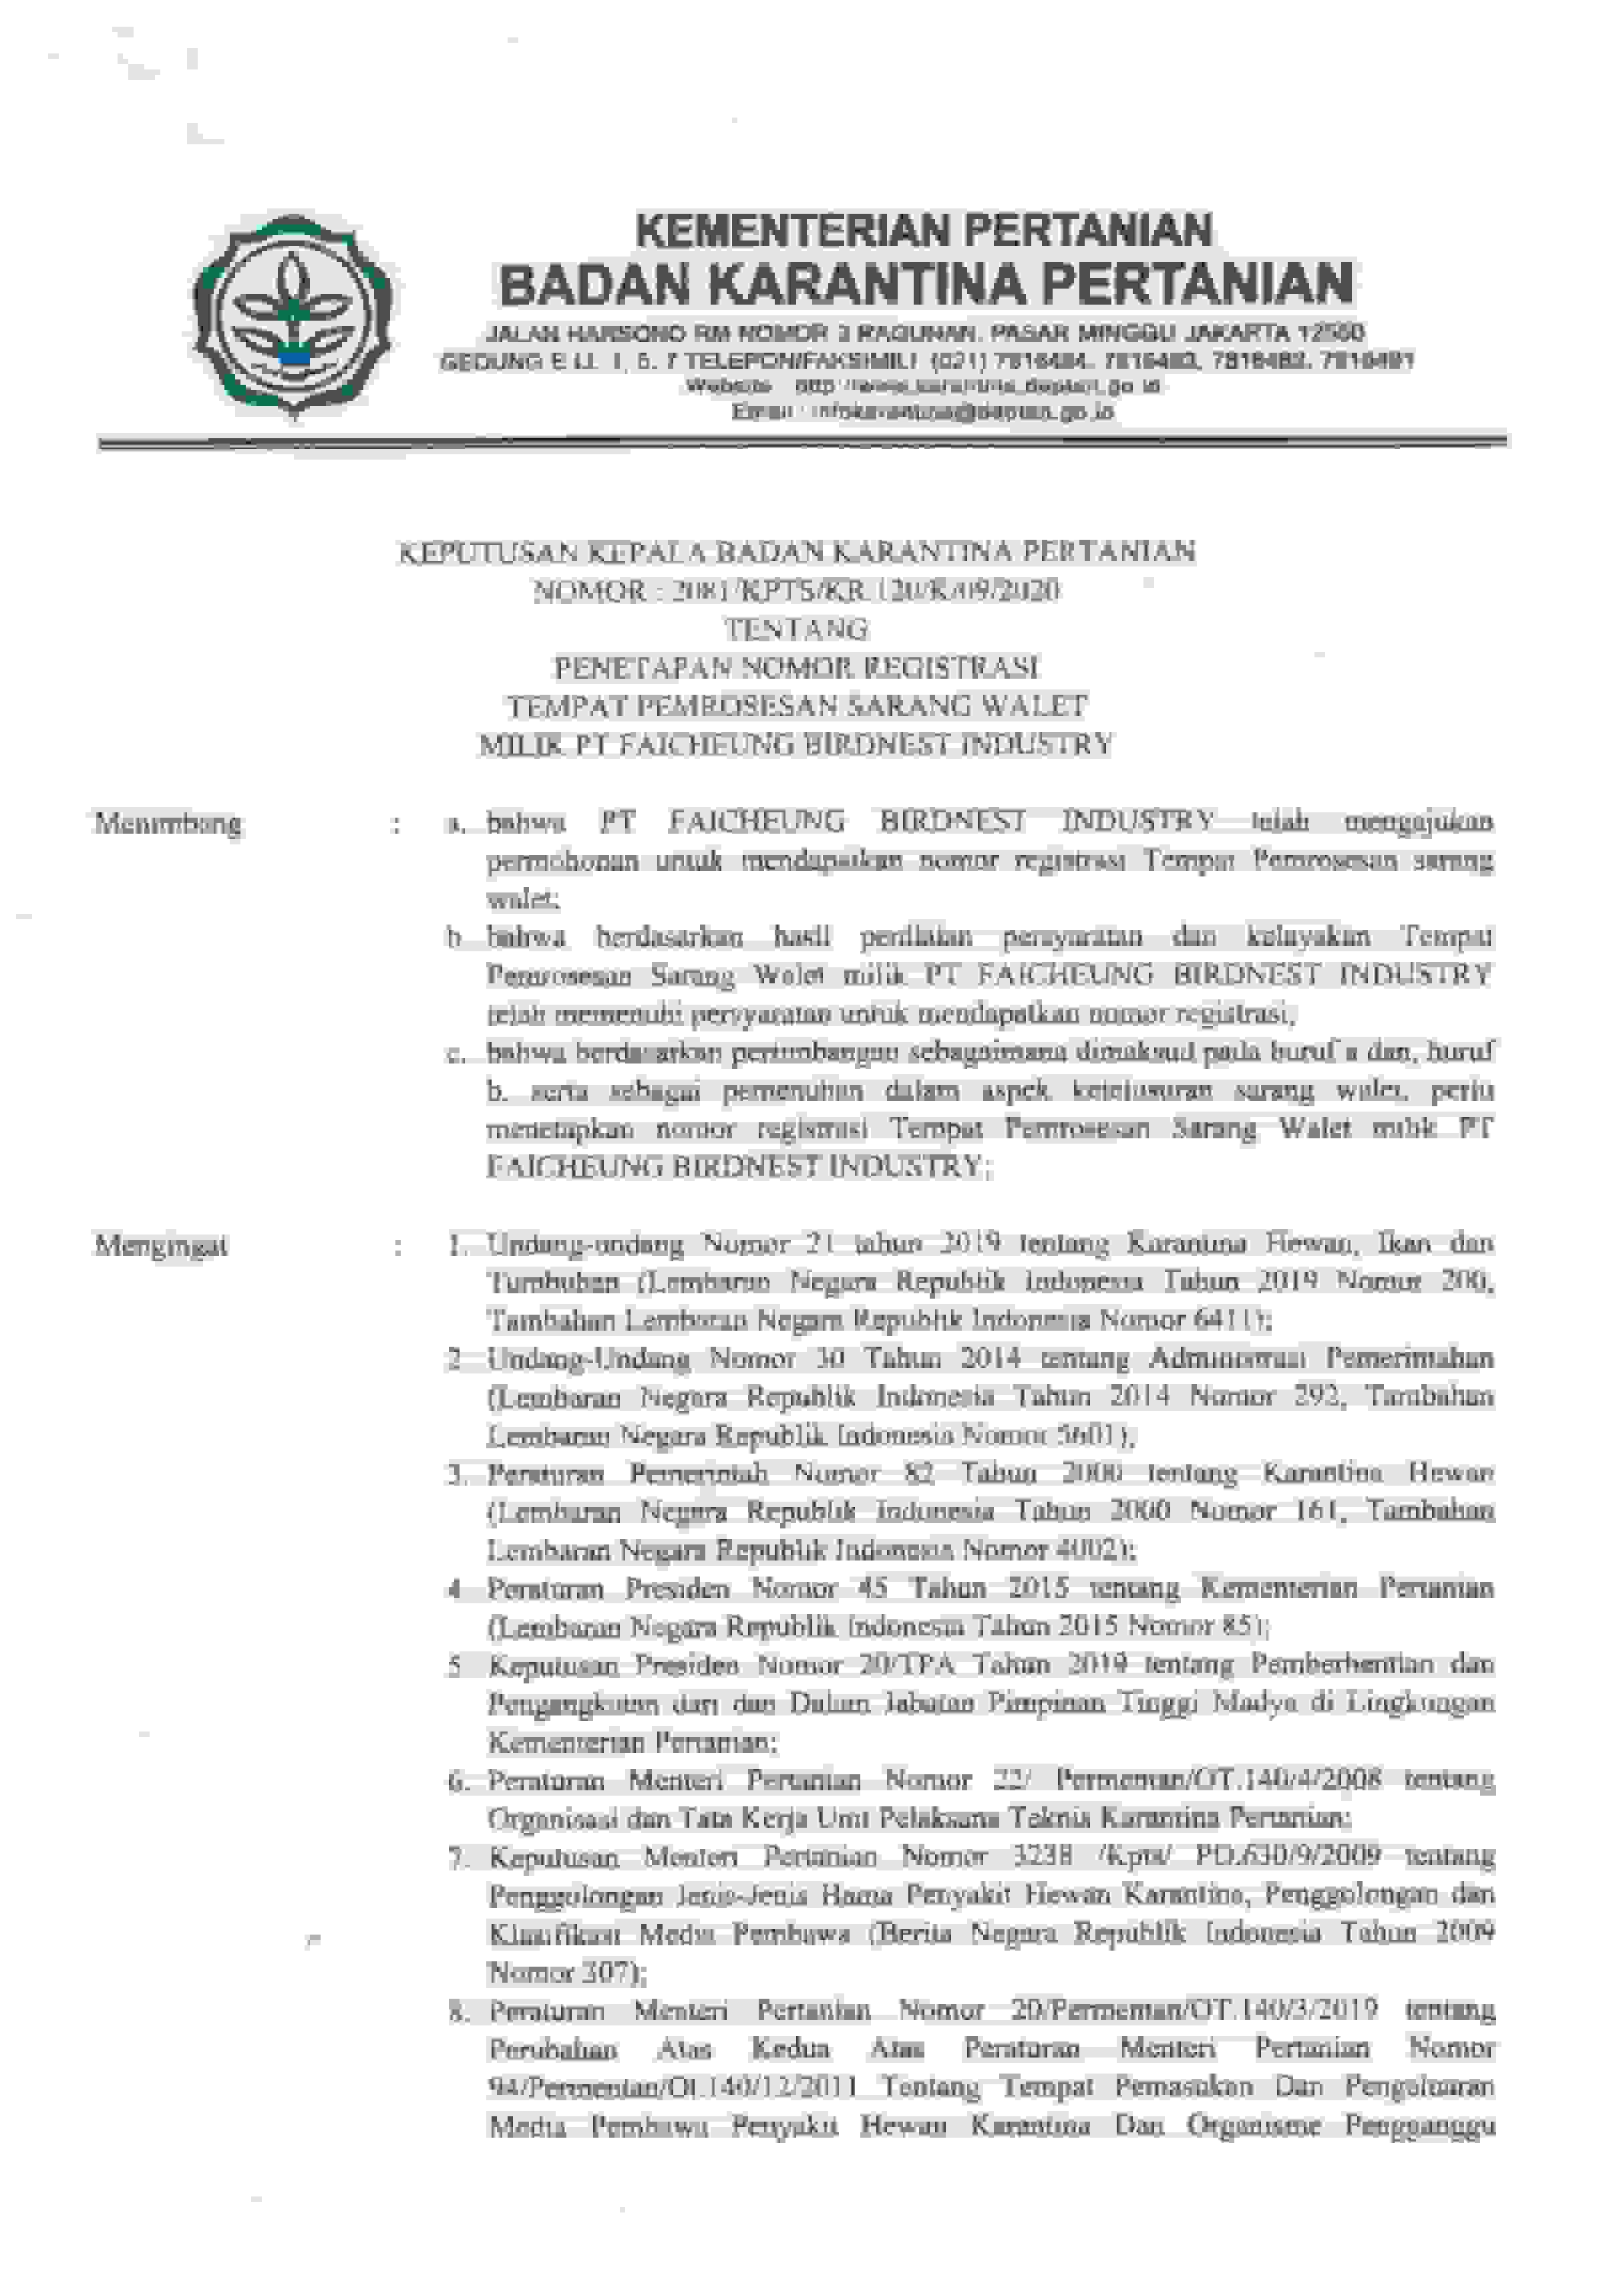 KEMENTERIAN PERTANIAN
BADAN KARANTINA PERTANIAN
JALAN HARSONO RM NOMOR 3 RAGUNAN, PASAR MINGGU JAKARTA 12550
GEDUNG E Lt. 1, 5, 7 TELEPON/FAKSIMILI (021) 7816484, 7816483, 7816482, 7816481
Website : http://www.karantina.deptan.go.id
Email : infokarantina@deptan.go.id
KEPUTUSAN KEPALA BADAN KARANTINA PERTANIAN
NOMOR : 2081/KPTS/KR.120/K/09/2020
TENTANG
PENETAPAN NOMOR REGISTRASI
TEMPAT PEMROSESAN SARANG WALET
MILIK PT FAICHEUNG BIRDNEST INDUSTRY
Menimbang : a. bahwa PT FAICHEUNG BIRDNEST INDUSTRY telah mengajukan
permohonan untuk mendapatkan nomor registrasi Tempat Pemrosesan sarang
walet;
b. bahwa berdasarkan hasil penilaian persyaratan dan kelayakan Tempat
Pemrosesan Sarang Walet milik PT FAICHEUNG BIRDNEST INDUSTRY
telah memenuhi persyaratan untuk mendapatkan nomor registrasi;
c. bahwa berdasarkan pertimbangan sebagaimana dimaksud pada huruf a dan, huruf
b. serta sebagai pemenuhan dalam aspek ketelusuran sarang walet, perlu
menetapkan nomor registrasi Tempat Pemrosesan Sarang Walet milik PT
FAICHEUNG BIRDNEST INDUSTRY;
Mengingat : 1. Undang-undang Nomor 21 tahun 2019 tentang Karantina Hewan, Ikan dan
Tumbuhan (Lembaran Negara Republik Indonesia Tahun 2019 Nomor 200,
Tambahan Lembaran Negara Republik Indonesia Nomor 6411);
2. Undang-Undang Nomor 30 Tahun 2014 tentang Administrasi Pemerintahan
(Lembaran Negara Republik Indonesia Tahun 2014 Nomor 292, Tambahan
Lembaran Negara Republik Indonesia Nomor 5601);
3. Peraturan Pemerintah Nomor 82 Tahun 2000 tentang Karantina Hewan
(Lembaran Negara Republik Indonesia Tahun 2000 Nomor 161, Tambahan
Lembaran Negara Republik Indonesia Nomor 4002);
4. Peraturan Presiden Nomor 45 Tahun 2015 tentang Kementerian Pertanian
(Lembaran Negara Republik Indonesia Tahun 2015 Nomor 85);
5. Keputusan Presiden Nomor 20/TPA Tahun 2019 tentang Pemberhentian dan
Pengangkatan dari dan Dalam Jabatan Pimpinan Tinggi Madya di Lingkungan
Kementerian Pertanian;
6. Peraturan Menteri Pertanian Nomor 22/ Permentan/OT.140/4/2008 tentang
Organisasi dan Tata Kerja Unit Pelaksana Teknis Karantina Pertanian;
7. Keputusan Menteri Pertanian Nomor 3238 /Kpts/ PD.630/9/2009 tentang
Penggolongan Jenis-Jenis Hama Penyakit Hewan Karantina, Penggolongan dan
Klasifikasi Media Pembawa (Berita Negara Republik Indonesia Tahun 2009
Nomor 307);
8. Peraturan Menteri Pertanian Nomor 20/Permentan/OT.140/3/2019 tentang
Perubahan Atas Kedua Atas Peraturan Menteri Pertanian Nomor
94/Permentan/Ot.140/12/2011 Tentang Tempat Pemasukan Dan Pengeluaran
Media Pembawa Penyakit Hewan Karantina Dan Organisme Pengganggu